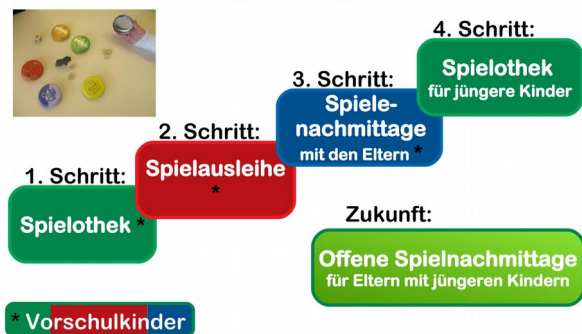 1. Schritt:
Spielothek *
2. Schritt:
Spielausleihe
*
3. Schritt:
Spiele-
nachmittage
mit den Eltern *
4. Schritt:
Spielothek
für jüngere Kinder
Zukunft:
Offene Spielnachmittage
für Eltern mit jüngeren Kindern
* Vorschulkinder